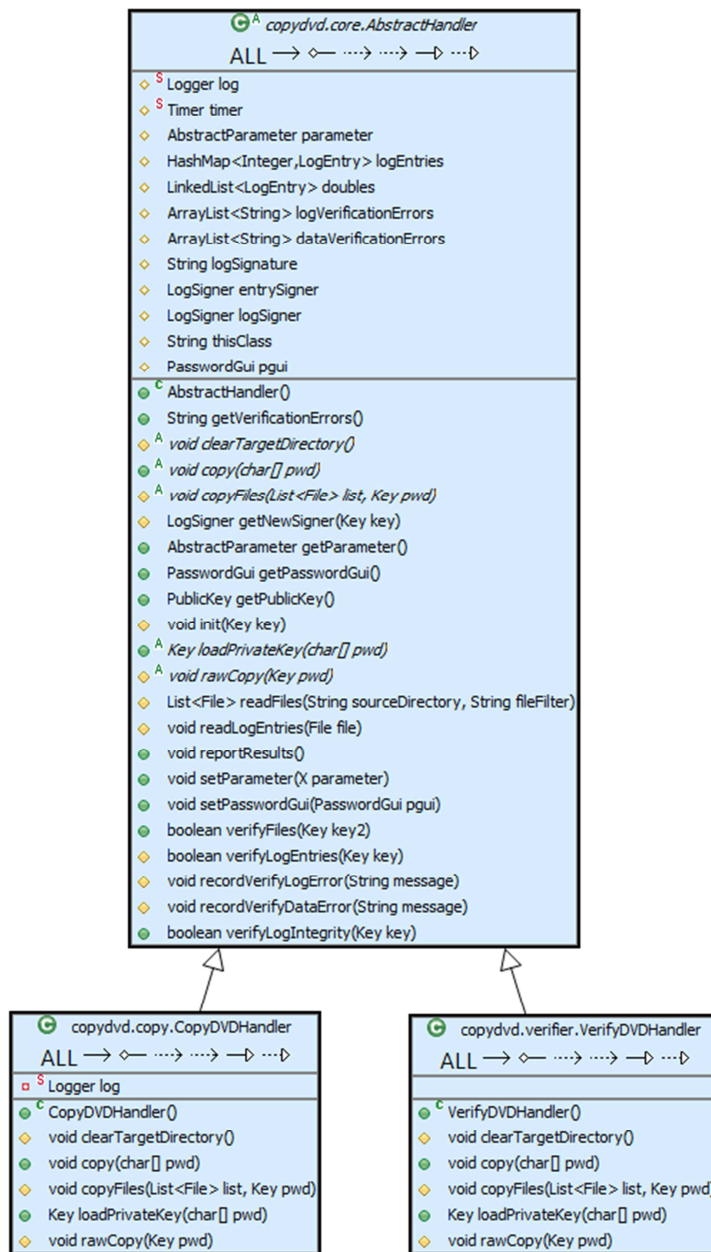 copydvd.core.AbstractHandler
ALL
Logger log
Timer timer
AbstractParameter parameter
HashMap<Integer,LogEntry> logEntries
LinkedList<LogEntry> doubles
ArrayList<String> logVerificationErrors
ArrayList<String> dataVerificationErrors
String logSignature
LogSigner entrySigner
LogSigner logSigner
String thisClass
PasswordGui pgui
AbstractHandler()
String getVerificationErrors()
void clearTargetDirectory()
void copy(char[] pwd)
void copyFiles(List<File> list, Key pwd)
LogSigner getNewSigner(Key key)
AbstractParameter getParameter()
PasswordGui getPasswordGui()
PublicKey getPublicKey()
void init(Key key)
Key loadPrivateKey(char[] pwd)
void rawCopy(Key pwd)
List<File> readFiles(String sourceDirectory, String fileFilter)
void readLogEntries(File file)
void reportResults()
void setParameter(X parameter)
void setPasswordGui(PasswordGui pgui)
boolean verifyFiles(Key key2)
boolean verifyLogEntries(Key key)
void recordVerifyLogError(String message)
void recordVerifyDataError(String message)
boolean verifyLogIntegrity(Key key)
copydvd.copy.CopyDVDHandler
ALL
Logger log
CopyDVDHandler()
void clearTargetDirectory()
void copy(char[] pwd)
void copyFiles(List<File> list, Key pwd)
Key loadPrivateKey(char[] pwd)
void rawCopy(Key pwd)
copydvd.verifier.VerifyDVDHandler
ALL
VerifyDVDHandler()
void clearTargetDirectory()
void copy(char[] pwd)
void copyFiles(List<File> list, Key pwd)
Key loadPrivateKey(char[] pwd)
void rawCopy(Key pwd)